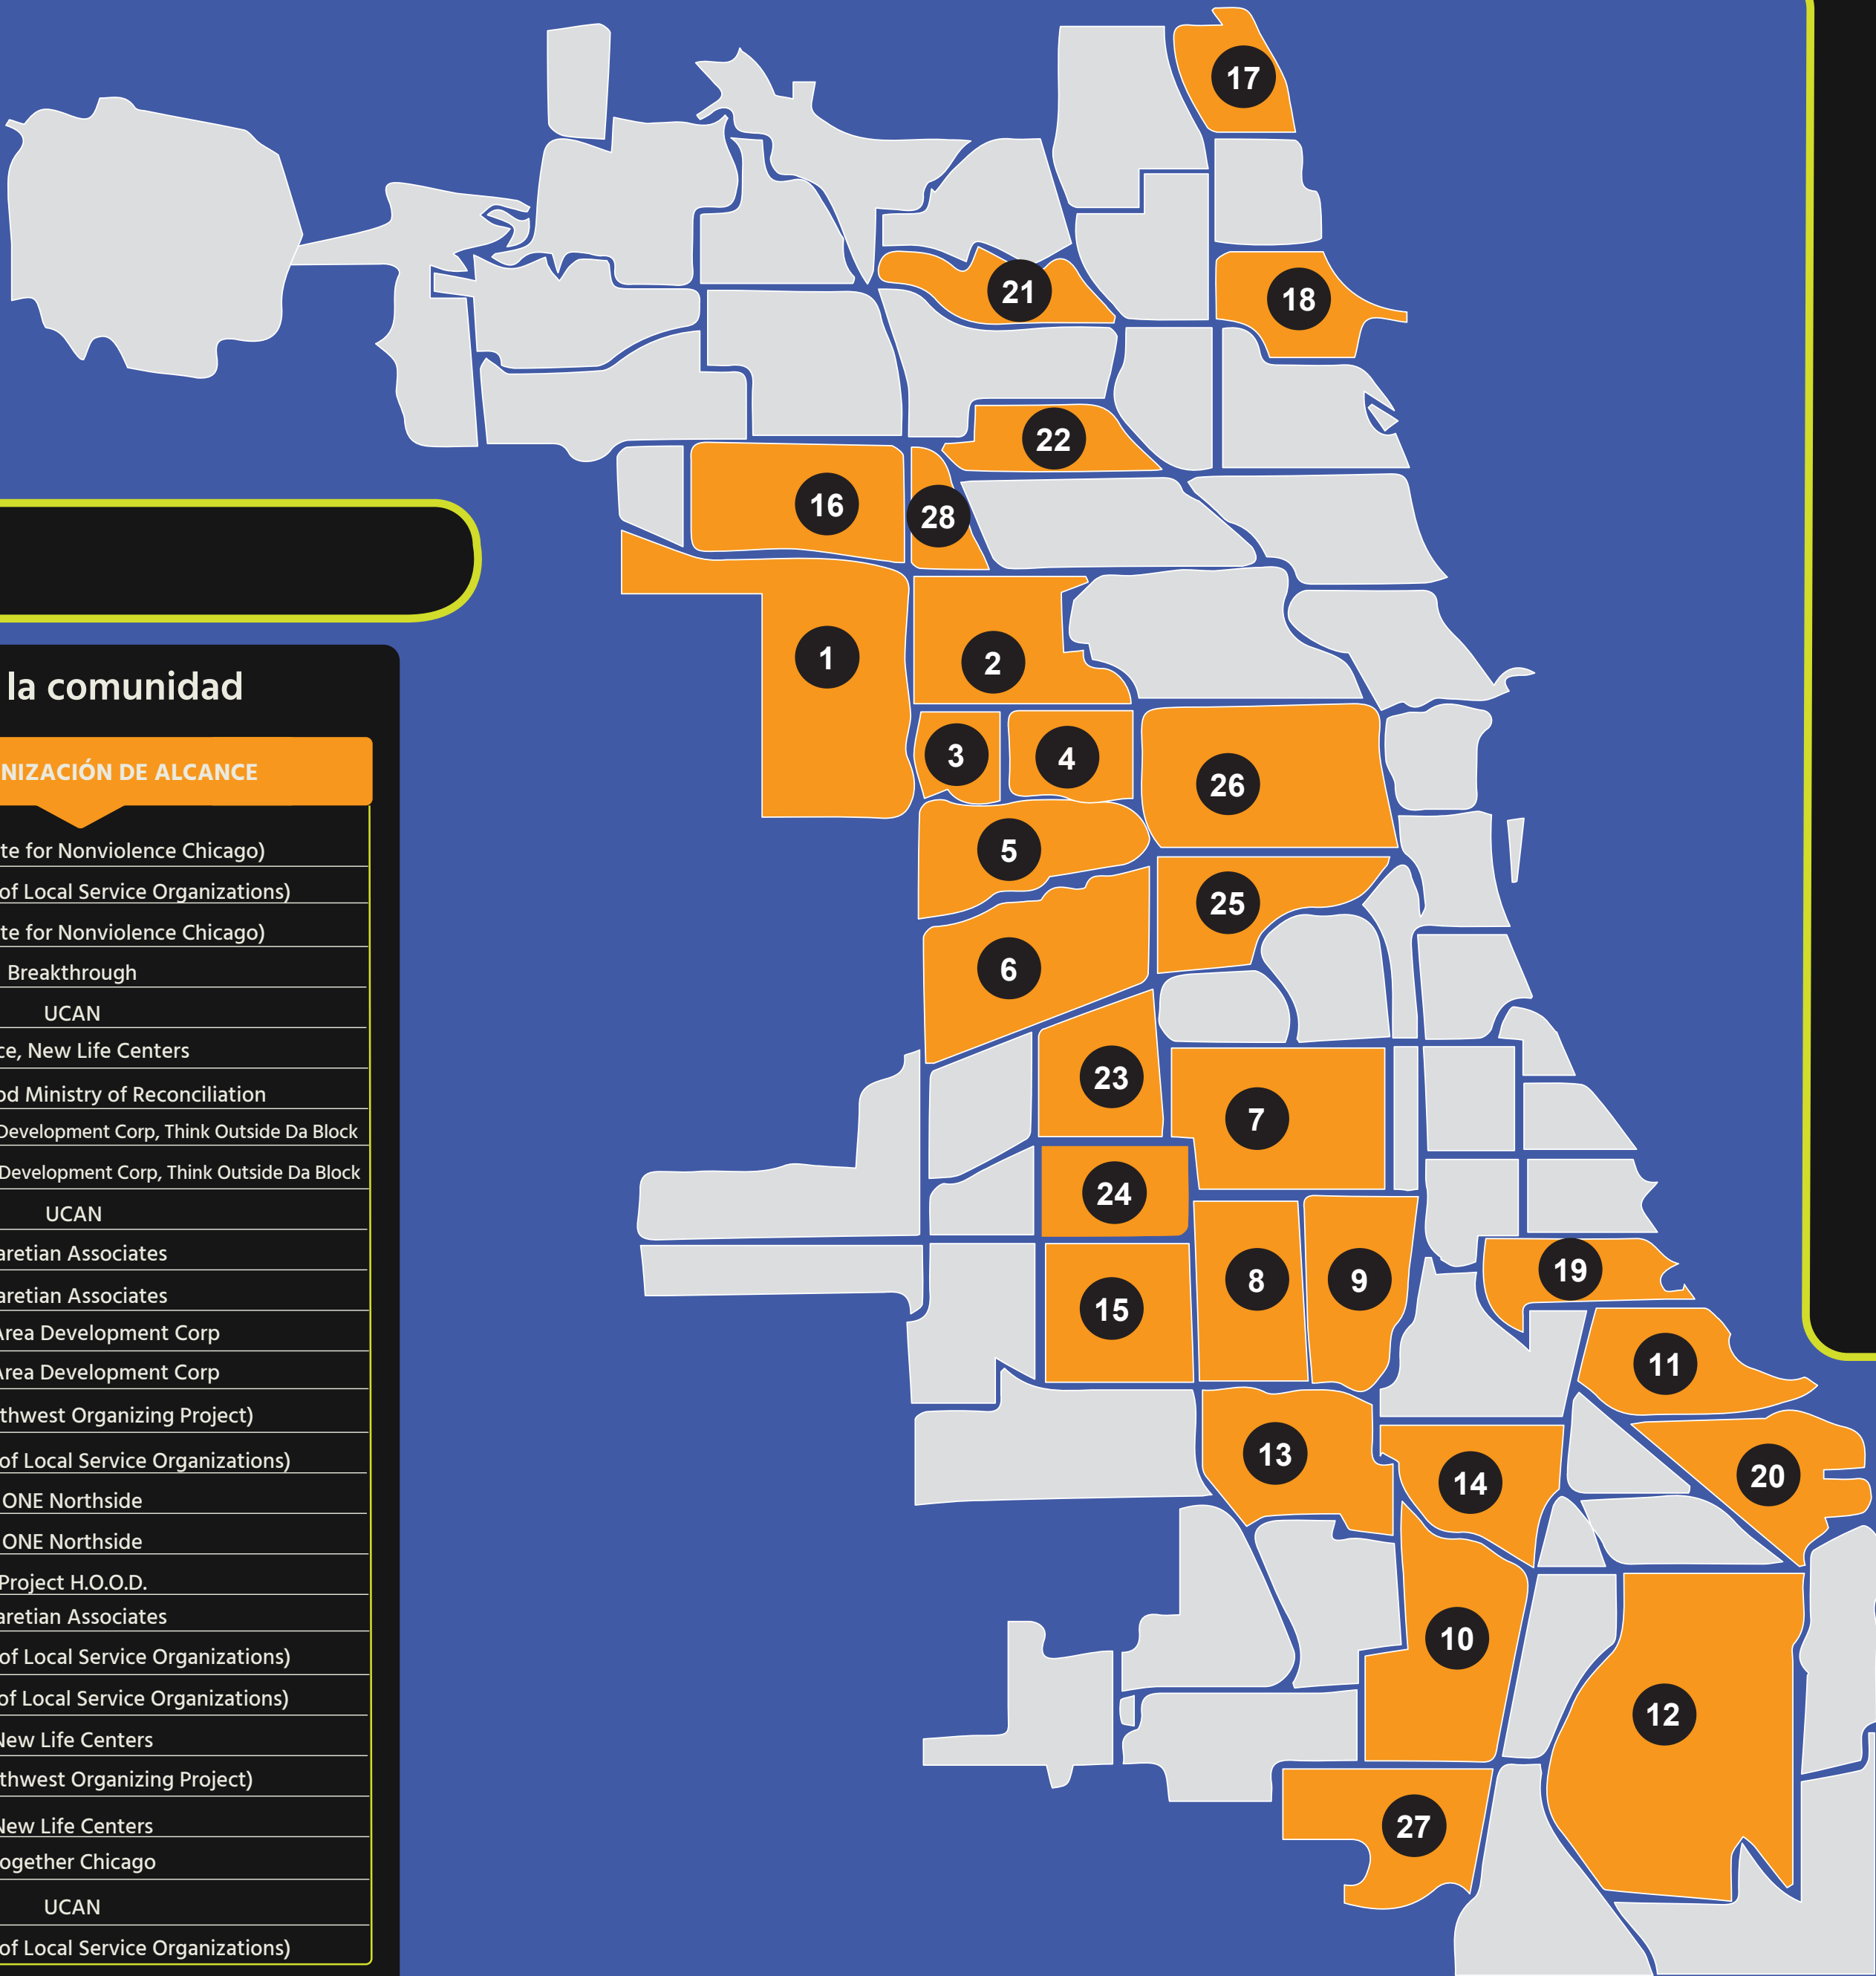 la comunidad
NIZACIÓN DE ALCANCE
te for Nonviolence Chicago)
of Local Service Organizations)
te for Nonviolence Chicago)
Breakthrough
UCAN
ce, New Life Centers
od Ministry of Reconciliation
Development Corp, Think Outside Da Block
Development Corp, Think Outside Da Block
UCAN
aretian Associates
aretian Associates
Area Development Corp
Area Development Corp
thwest Organizing Project)
of Local Service Organizations)
ONE Northside
ONE Northside
Project H.O.O.D.
aretian Associates
of Local Service Organizations)
of Local Service Organizations)
New Life Centers
thwest Organizing Project)
New Life Centers
ogether Chicago
UCAN
of Local Service Organizations)
17
21
18
22
16
28
1
2
3
4
26
5
25
6
23
7
24
8
9
19
15
11
13
14
20
10
12
27